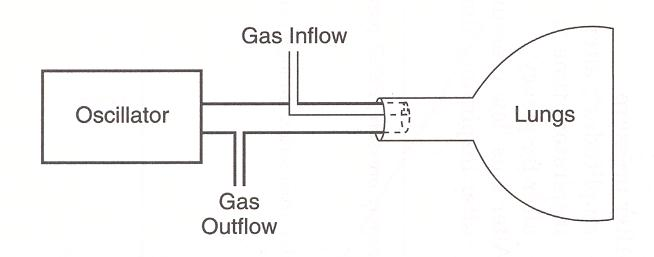 Gas Inflow
Oscillator
Lungs
Gas
Outflow